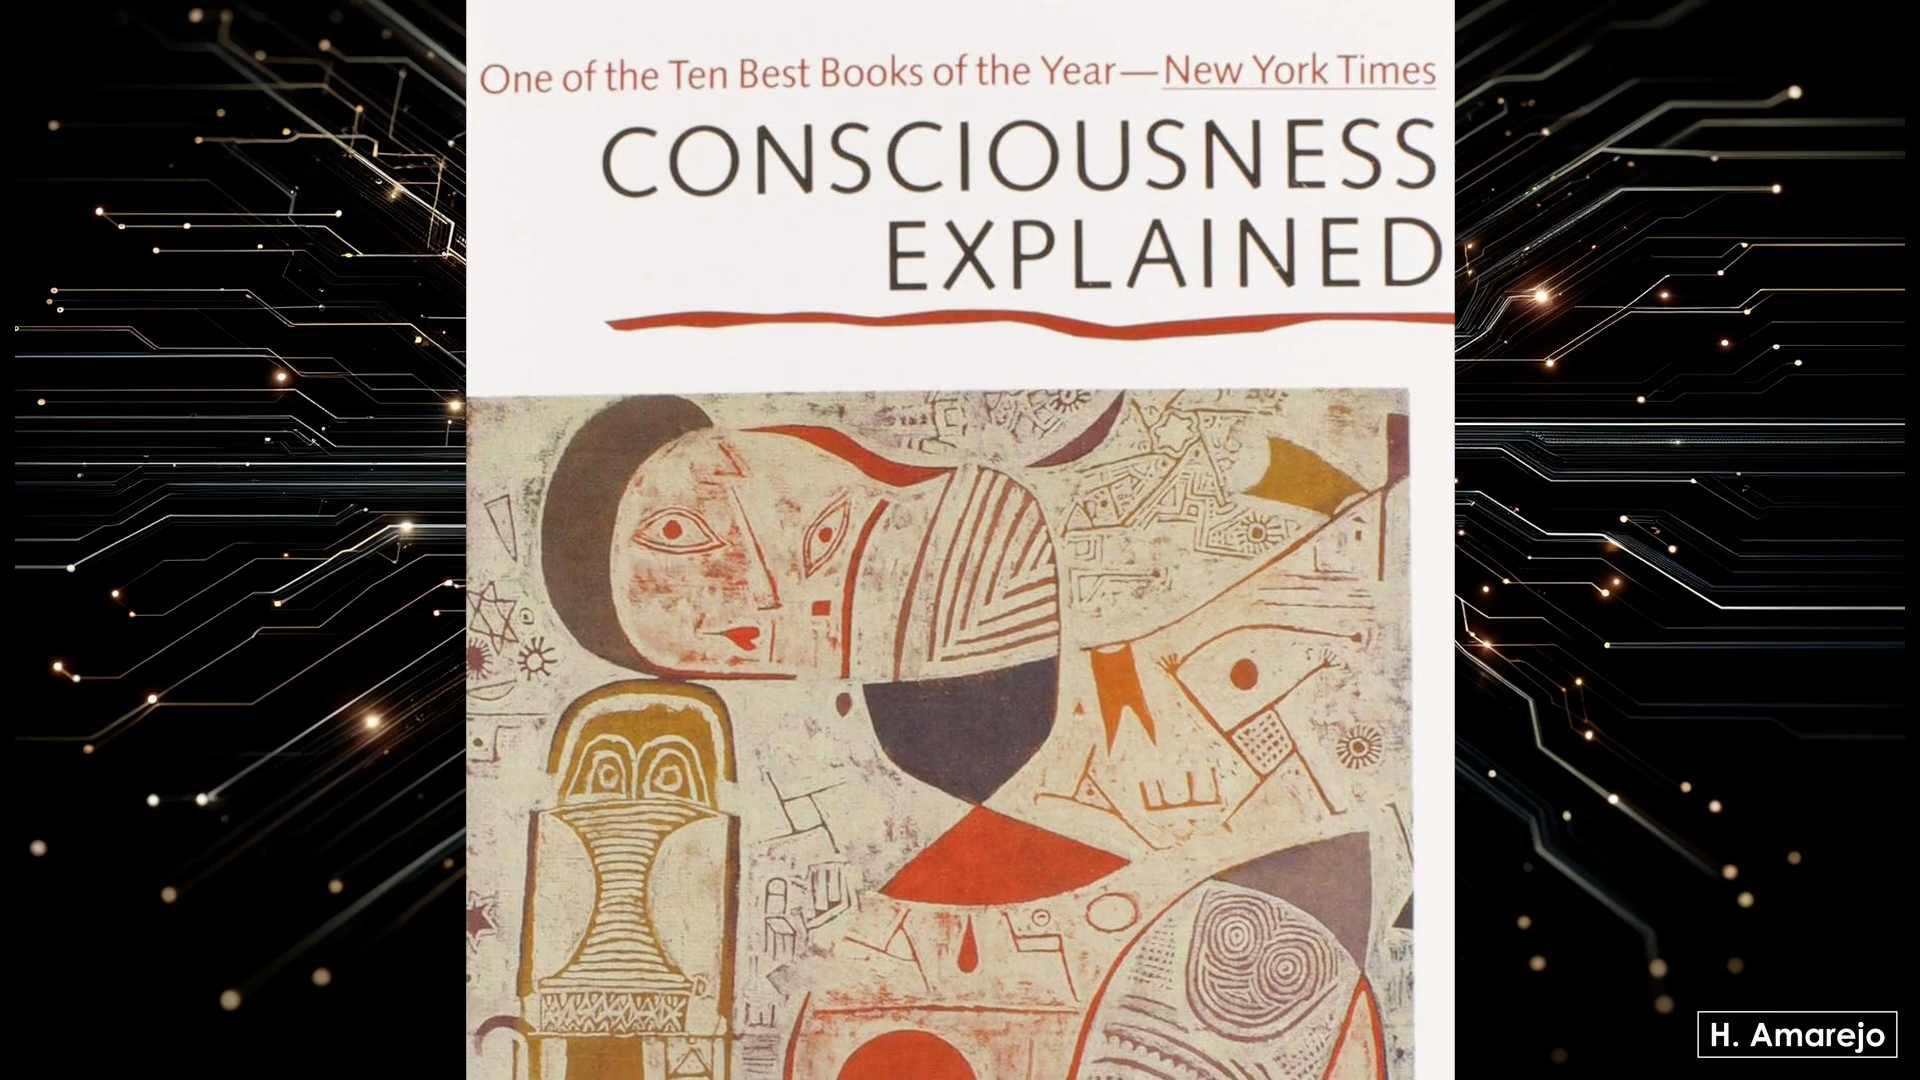 One of the Ten Best Books of the Year—New York Times
CONSCIOUSNESS
EXPLAINED
H. Amarejo